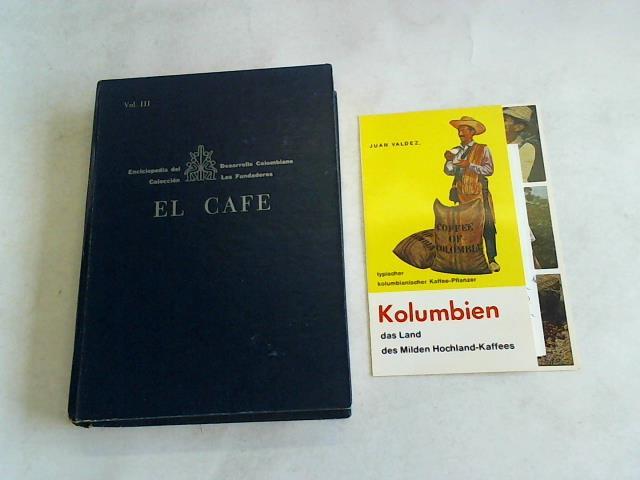 Vol. III
Enciclopedia del Desarrollo Colombiano
Colección Los Fundadores
EL CAFE
JUAN VALDEZ,
COFFEE
OF
COLOMBIA
typischer
kolumbianischer Kaffee-Pflanzer
Kolumbien
das Land
des Milden Hochland-Kaffees